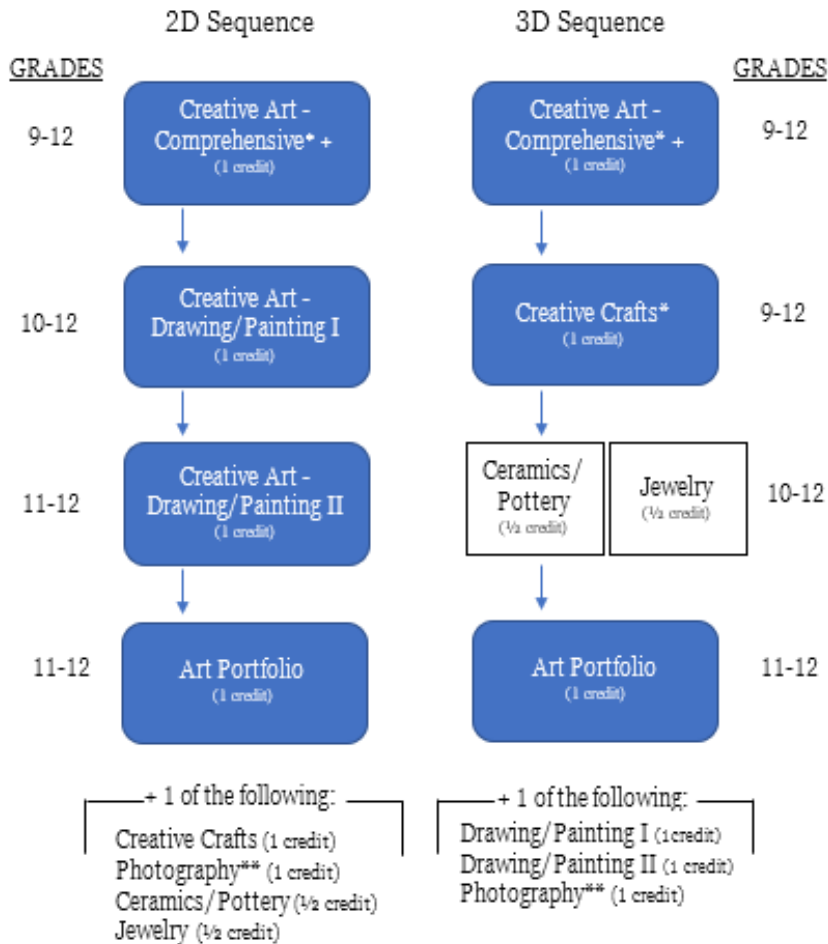 2D Sequence
3D Sequence
GRADES
GRADES
9-12
Creative Art -
Comprehensive* +
(1 credit)
Creative Art -
Comprehensive* +
(1 credit)
9-12
10-12
Creative Art -
Drawing/Painting I
(1 credit)
Creative Crafts*
(1 credit)
9-12
11-12
Creative Art -
Drawing/Painting II
(1 credit)
Ceramics/
Pottery
(½ credit)
Jewelry
(½ credit)
10-12
11-12
Art Portfolio
(1 credit)
Art Portfolio
(1 credit)
11-12
+ 1 of the following:
Creative Crafts (1 credit)
Photography** (1 credit)
Ceramics/Pottery (½ credit)
Jewelry (½ credit)
+ 1 of the following:
Drawing/Painting I (1credit)
Drawing/Painting II (1 credit)
Photography** (1 credit)